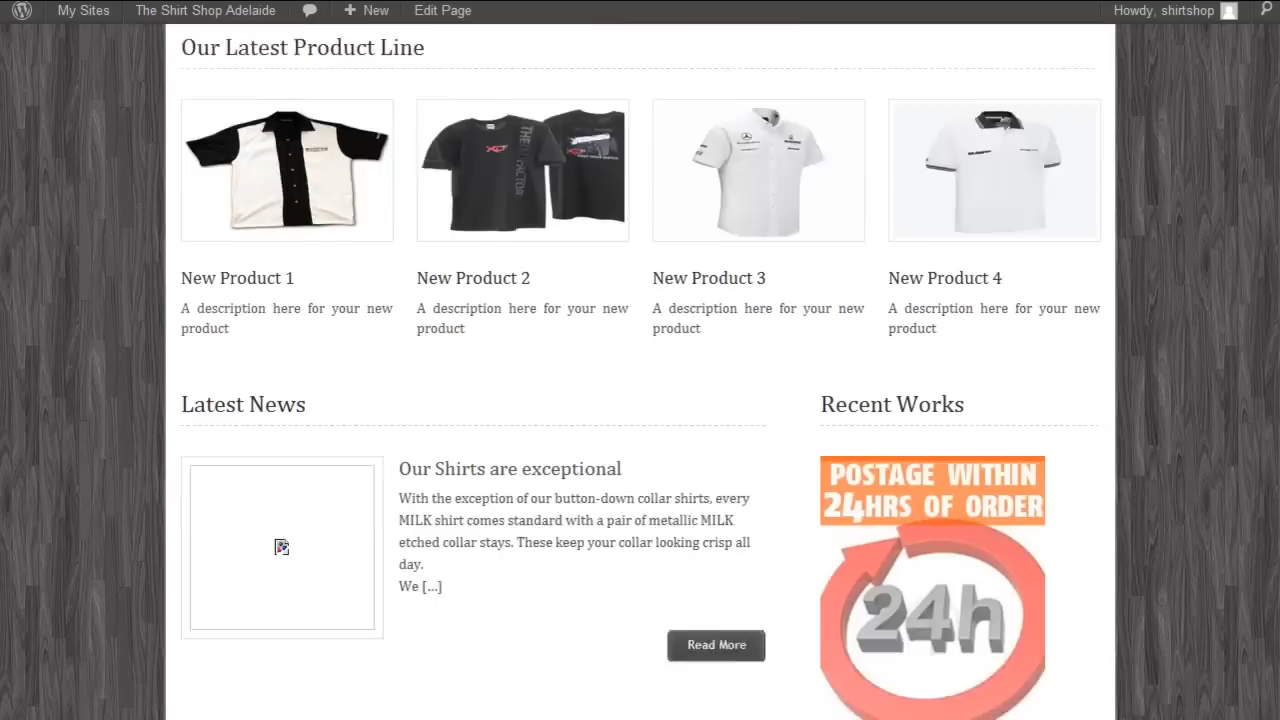 My Sites The Shirt Shop Adelaide New Edit Page Howdy, shirtshop
Our Latest Product Line
THE FACTOR
New Product 1 New Product 2 New Product 3 New Product 4
A description here for your new A description here for your new A description here for your new A description here for your new
product product product product
Latest News Recent Works
Our Shirts are exceptional
With the exception of our button-down collar shirts, every
MILK shirt comes standard with a pair of metallic MILK
etched collar stays. These keep your collar looking crisp all
day.
We [...]
Read More
POSTAGE WITHIN
24HRS OF ORDER
24h